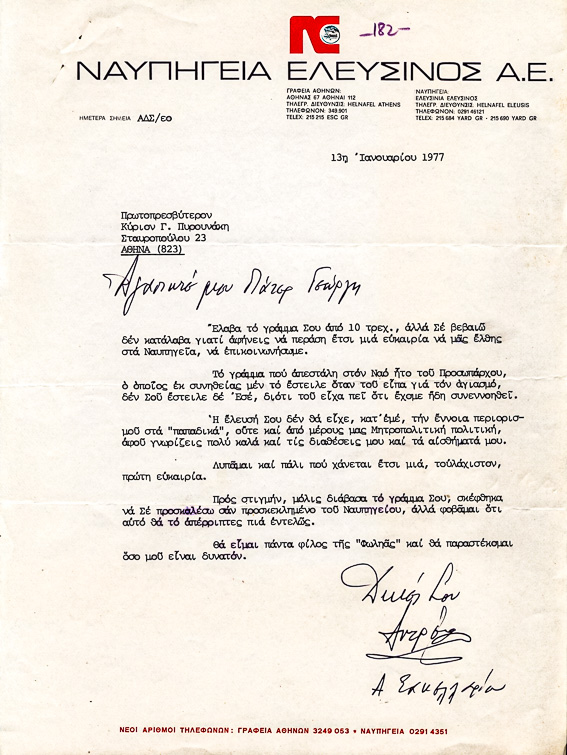 -182-
ΝΑΥΠΗΓΕΙΑ ΕΛΕΥΣΙΝΟΣ Α.Ε.
ΓΡΑΦΕΙΑ ΑΘΗΝΩΝ:
ΑΘΗΝΑΣ 67 ΑΘΗΝΑΙ 112
ΤΗΛΕΓΡ. ΔΙΕΥΘΥΝΣΙΣ: HELNAFEL ATHENS
ΤΗΛΕΦΩΝΟΝ: 349.901
TELEX: 215 215 ESC GR
ΝΑΥΠΗΓΕΙΑ
ΕΛΕΥΣΙΝΙΑ ΕΛΕΥΣΙΝΟΣ
ΤΗΛΕΓΡ. ΔΙΕΥΘΥΝΣΙΣ: HELNAFEL ELEUSIS
ΤΗΛΕΦΩΝΟΝ: 0291 46121
TELEX: 215 684 YARD GR - 215 690 YARD GR
ΗΜΕΤΕΡΑ ΣΗΜΕΙΑ ΑΔΣ/εο
13η Ἰανουαρίου 1977
Πρωτοπρεσβύτερον
Κύριον Γ. Πυρουνάκη
Σταυροπούλου 23
ΑΘΗΝΑ (823)
Ἀγαπητέ μου Πάτερ Γεώργη
Ἔλαβα τό γράμμα Σου ἀπό 10 τρεχ., ἀλλά Σέ βεβαιῶ
δέν κατάλαβα γιατί ἀφήνεις νά περάση ἔτσι μιά εὐκαιρία νά μᾶς ἔλθης
στά Ναυπηγεῖα, νά ἐπικοινωνήσωμε.
Τό γράμμα πού ἀπεστάλη στόν Ναό ἦτο τοῦ Προσωπάρχου,
ὁ ὁποῖος ἐκ συνηθείας μέν τό ἔστειλε ὅταν τοῦ εἶπα γιά τόν ἁγιασμό,
δέν Σοῦ ἔστειλε δέ Ἐσέ, διότι τοῦ εἶχα πεῖ ὅτι ἔχομε ἤδη συνεννοηθεῖ.
Ἡ ἔλευσή Σου δέν θά εἶχε, κατ'ἐμέ, τήν ἔννοια περιορισ-
μοῦ στά "παπαδικά", οὔτε καί ἀπό μέρους μας Μητροπολιτική πολιτική,
ἀφοῦ γνωρίζεις πολύ καλά καί τίς διαθέσεις μου καί τά αἰσθήματά μου.
Λυπᾶμαι καί πάλι πού χάνεται ἔτσι μιά, τοὐλάχιστον,
πρώτη εὐκαιρία.
Πρός στιγμήν, μόλις διάβασα τό γράμμα Σου, σκέφθηκα
νά Σέ προσκαλέσω σάν προσκεκλημένο τοῦ Ναυπηγείου, ἀλλά φοβᾶμαι ὅτι
αὐτό θά τό ἀπέρριπτες πιά ἐντελῶς.
Θά εἶμαι πάντα φίλος τῆς "Φωλιᾶς" καί θά παραστέκομαι
ὅσο μοῦ εἶναι δυνατόν.
Δικός Σου
ΝΕΟΙ ΑΡΙΘΜΟΙ ΤΗΛΕΦΩΝΩΝ: ΓΡΑΦΕΙΑ ΑΘΗΝΩΝ 3249 053 • ΝΑΥΠΗΓΕΙΑ 0291 4351